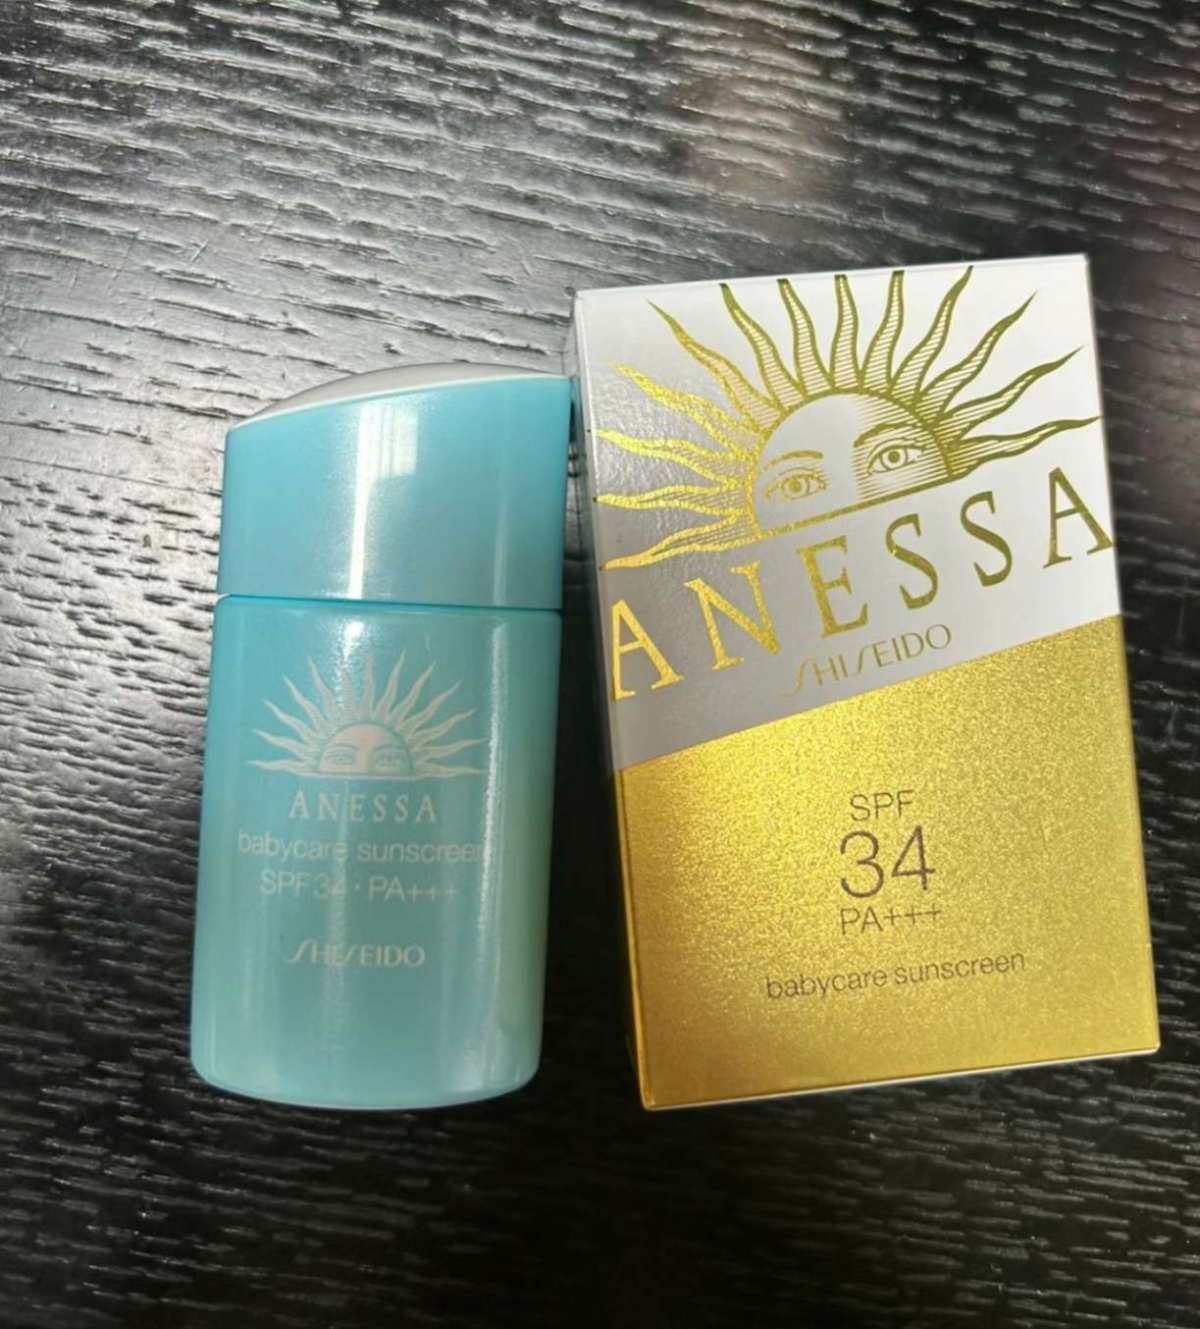 ANESSA
babycare sunscreen
SPF34・PA+++
SHISEIDO
ANESSA
SHISEIDO
SPF
34
PA+++
babycare sunscreen